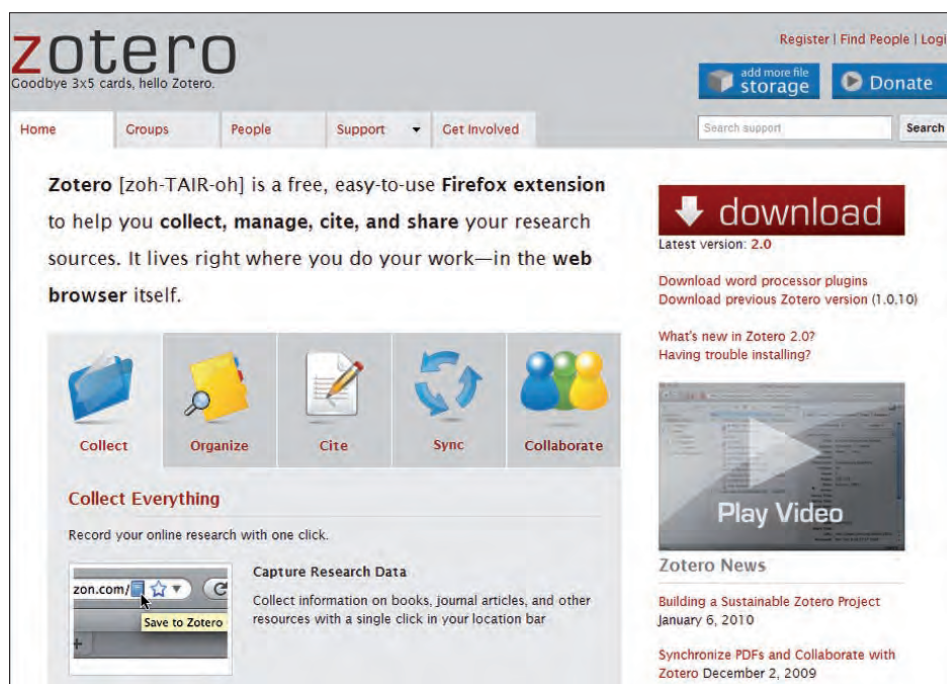 zotero
Goodbye 3x5 cards, hello Zotero.
Register | Find People | Logi
add more file
storage
Donate
Home
Groups
People
Support
Get Involved
Search support
Search
Zotero [zoh-TAIR-oh] is a free, easy-to-use Firefox extension
to help you collect, manage, cite, and share your research
sources. It lives right where you do your work—in the web
browser itself.
download
Latest version: 2.0
Download word processor plugins
Download previous Zotero version (1.0.10)
What's new in Zotero 2.0?
Having trouble installing?
Collect
Organize
Cite
Sync
Collaborate
Collect Everything
Record your online research with one click.
zon.com/
Save to Zotero
Capture Research Data
Collect information on books, journal articles, and other
resources with a single click in your location bar
Play Video
Zotero News
Building a Sustainable Zotero Project
January 6, 2010
Synchronize PDFs and Collaborate with
Zotero December 2, 2009